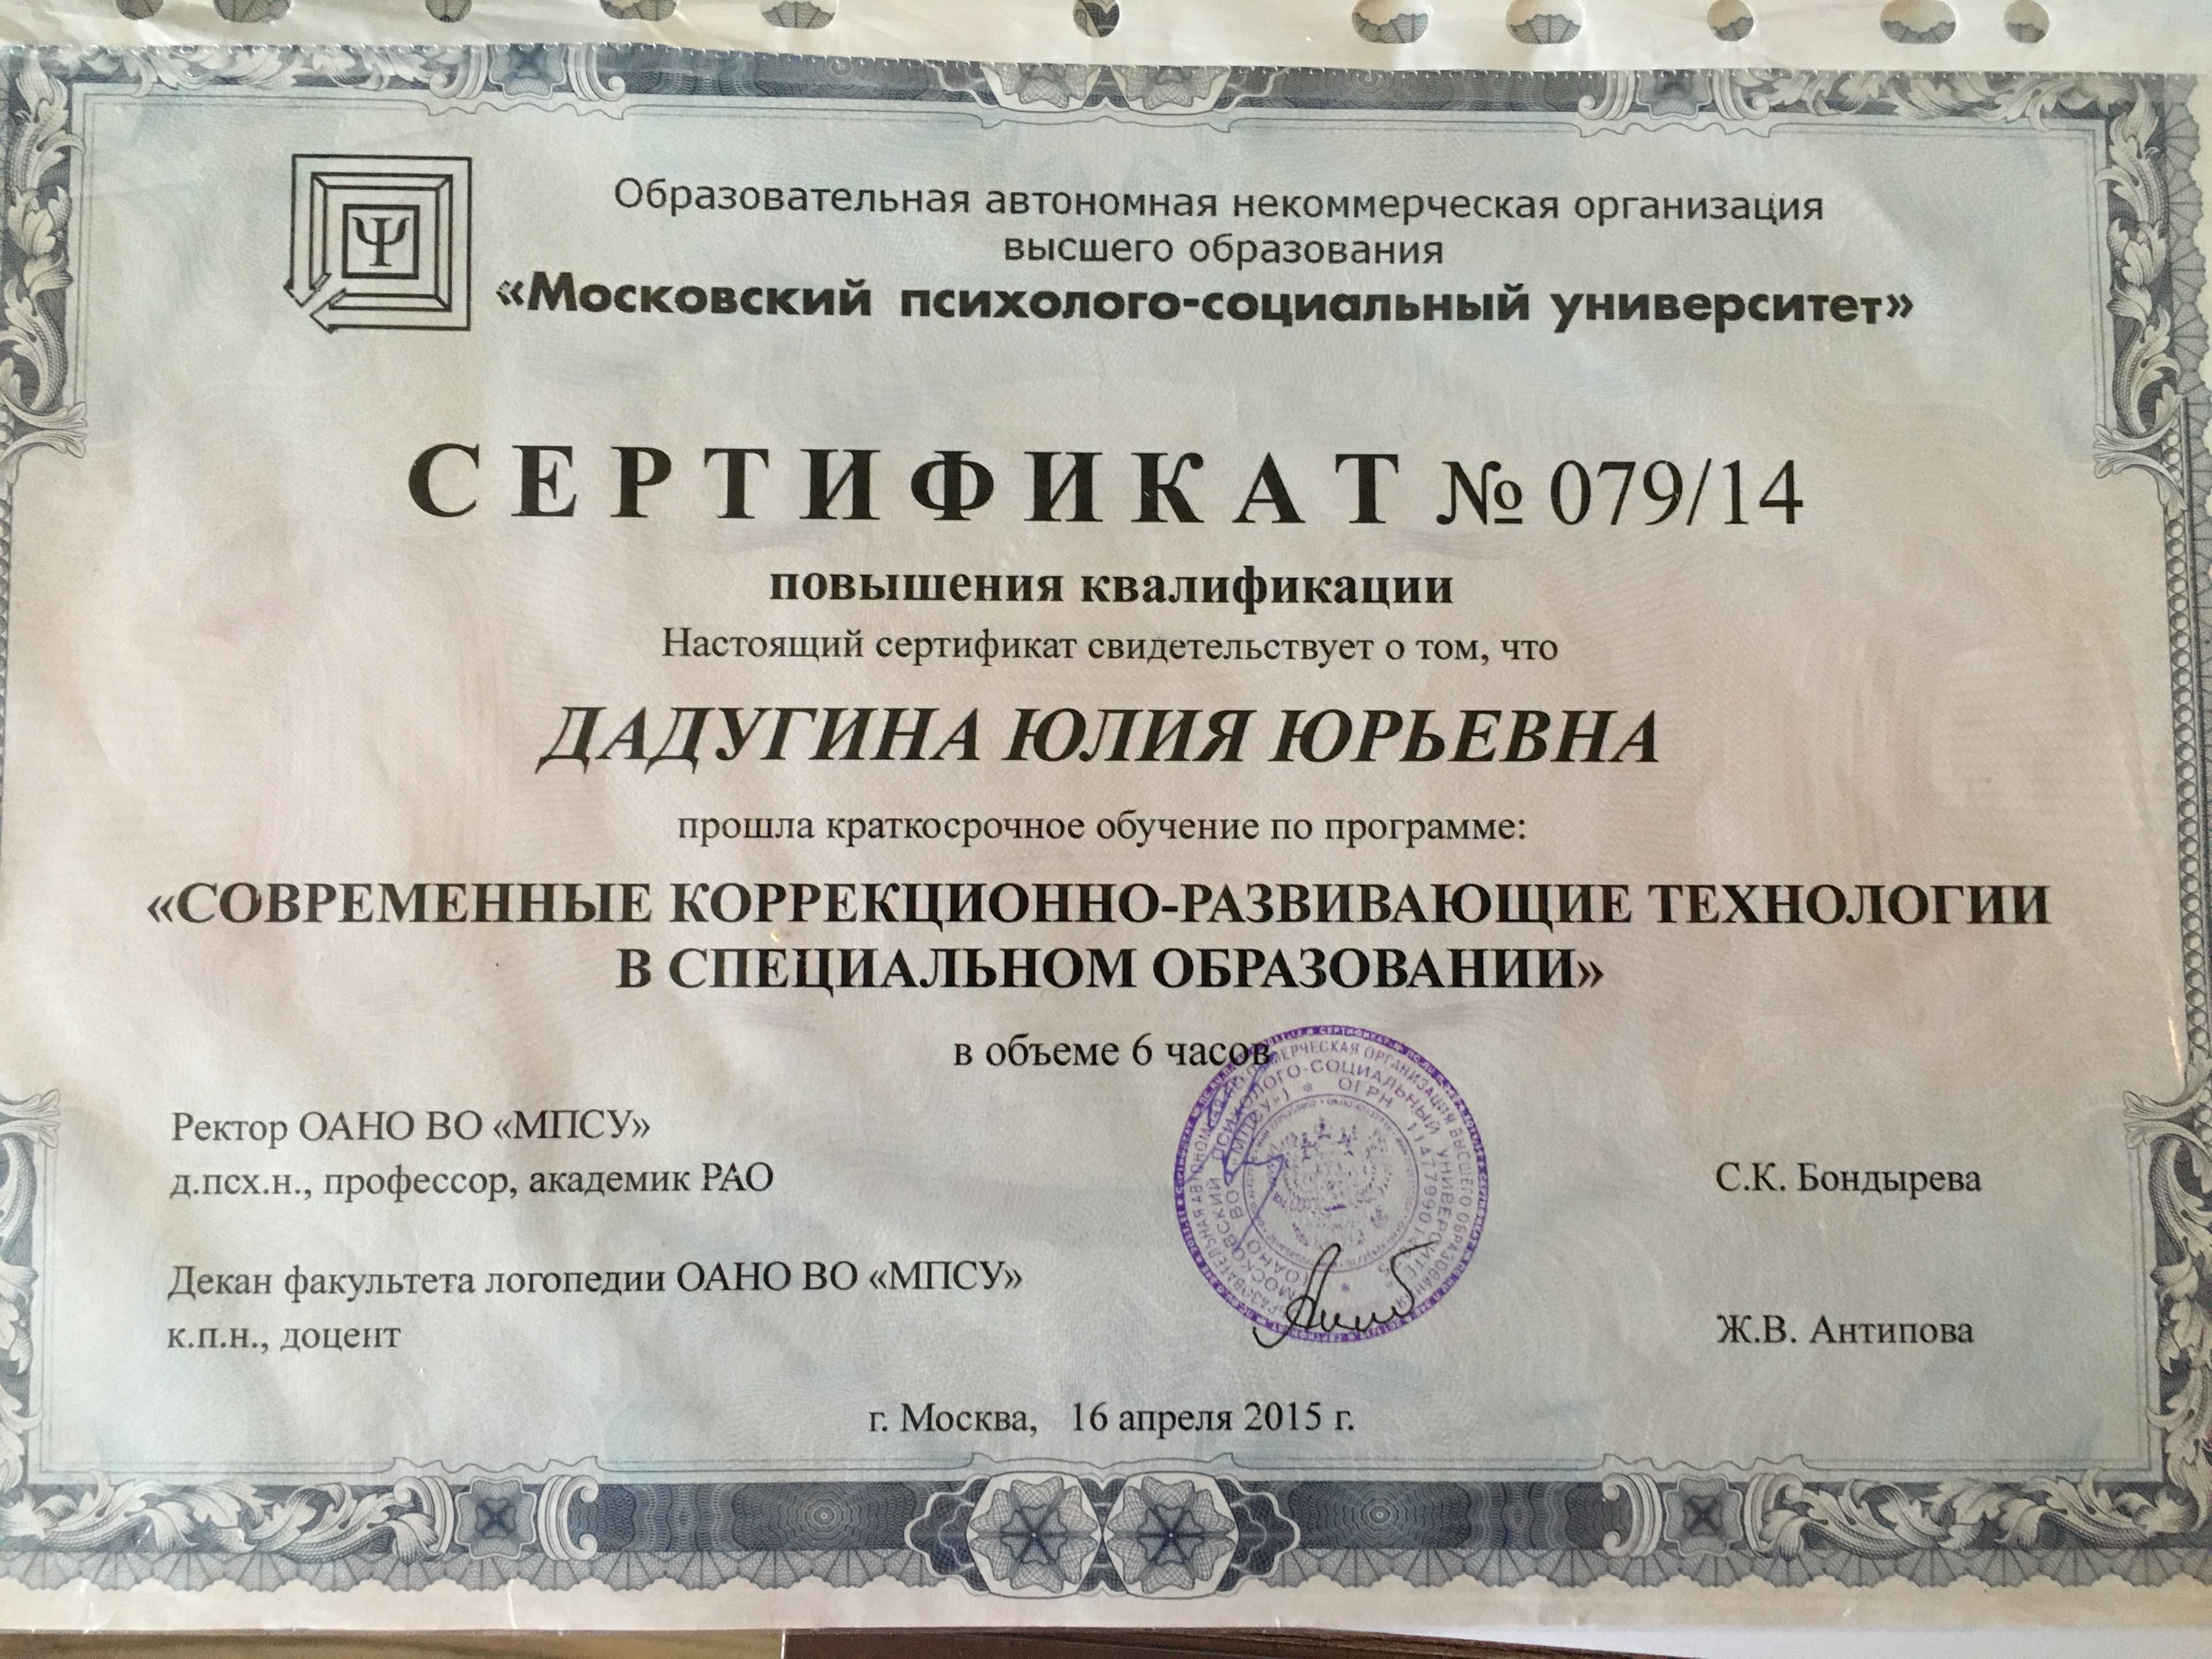 Ψ
Образовательная автономная некоммерческая организация
высшего образования
«Московский психолого-социальный университет»
СЕРТИФИКАТ № 079/14
повышения квалификации
Настоящий сертификат свидетельствует о том, что
ДАДУГИНА ЮЛИЯ ЮРЬЕВНА
прошла краткосрочное обучение по программе:
«СОВРЕМЕННЫЕ КОРРЕКЦИОННО-РАЗВИВАЮЩИЕ ТЕХНОЛОГИИ
В СПЕЦИАЛЬНОМ ОБРАЗОВАНИИ»
в объеме 6 часов
Ректор ОАНО ВО «МПСУ»
д.псх.н., профессор, академик РАО
С.К. Бондырева
Декан факультета логопедии ОАНО ВО «МПСУ»
к.п.н., доцент
Ж.В. Антипова
г. Москва, 16 апреля 2015 г.